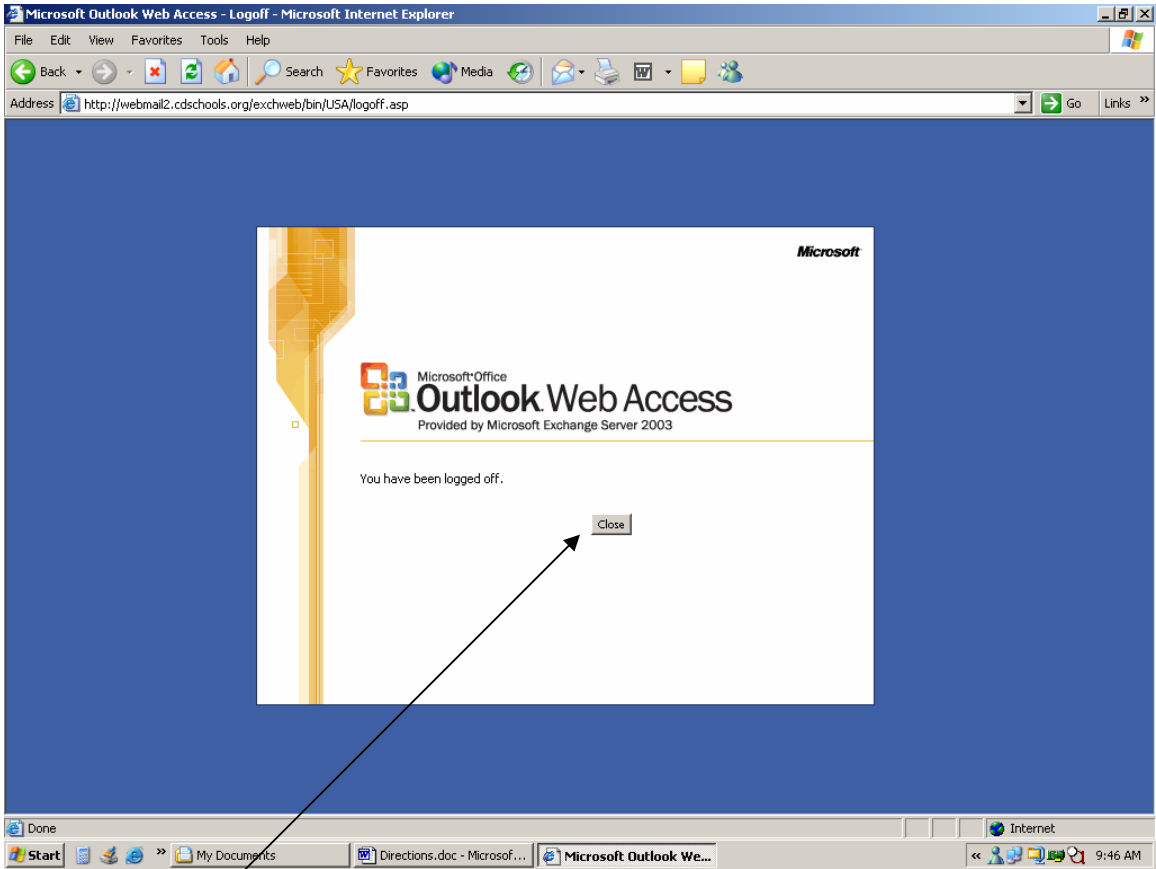 Microsoft Outlook Web Access - Logoff - Microsoft Internet Explorer
File Edit View Favorites Tools Help
Back Search Favorites Media
Address http://webmail2.cdschools.org/exchweb/bin/USA/logoff.asp Go Links »
Microsoft
Microsoft Office
Outlook Web Access
Provided by Microsoft Exchange Server 2003
You have been logged off.
Close
Done Internet
Start » My Documents Directions.doc - Microsof... Microsoft Outlook We... « 9:46 AM